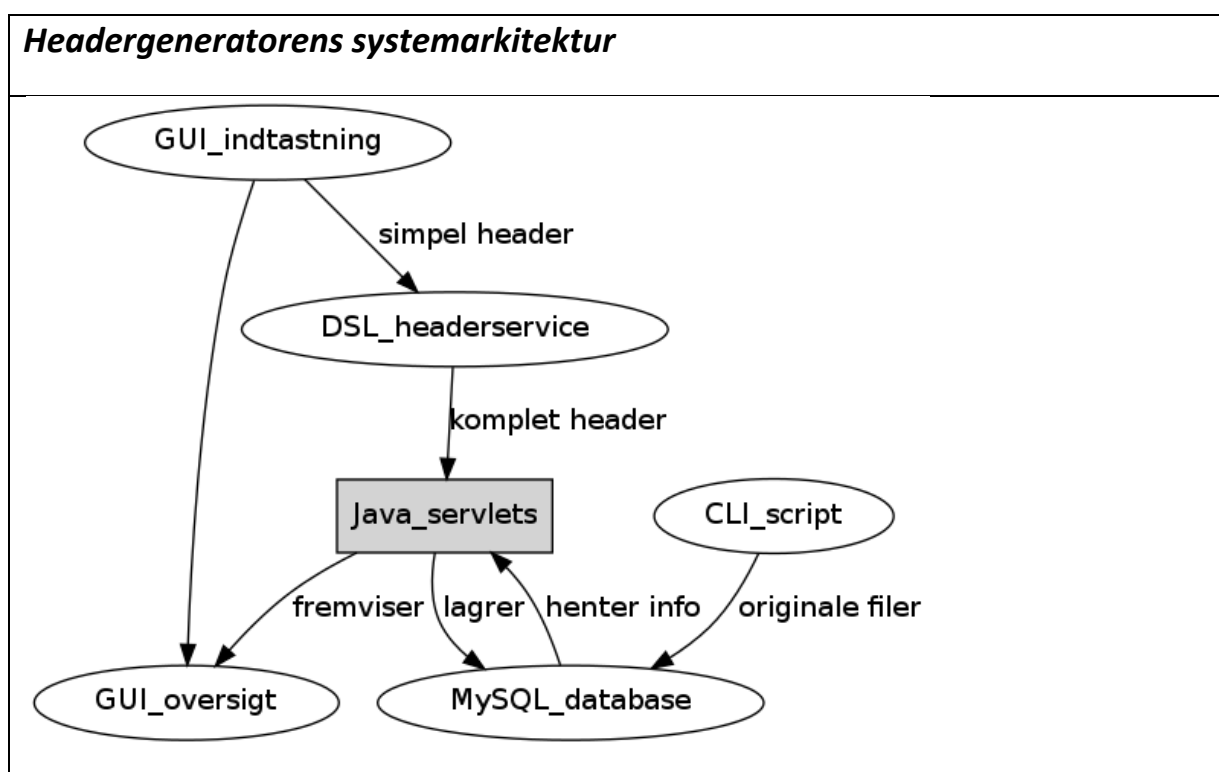 Headergeneratorens systemarkitektur
GUI_indtastning
simpel header
DSL_headerservice
komplet header
Java_servlets
CLI_script
fremviser
lagrer
henter info
originale filer
GUI_oversigt
MySQL_database